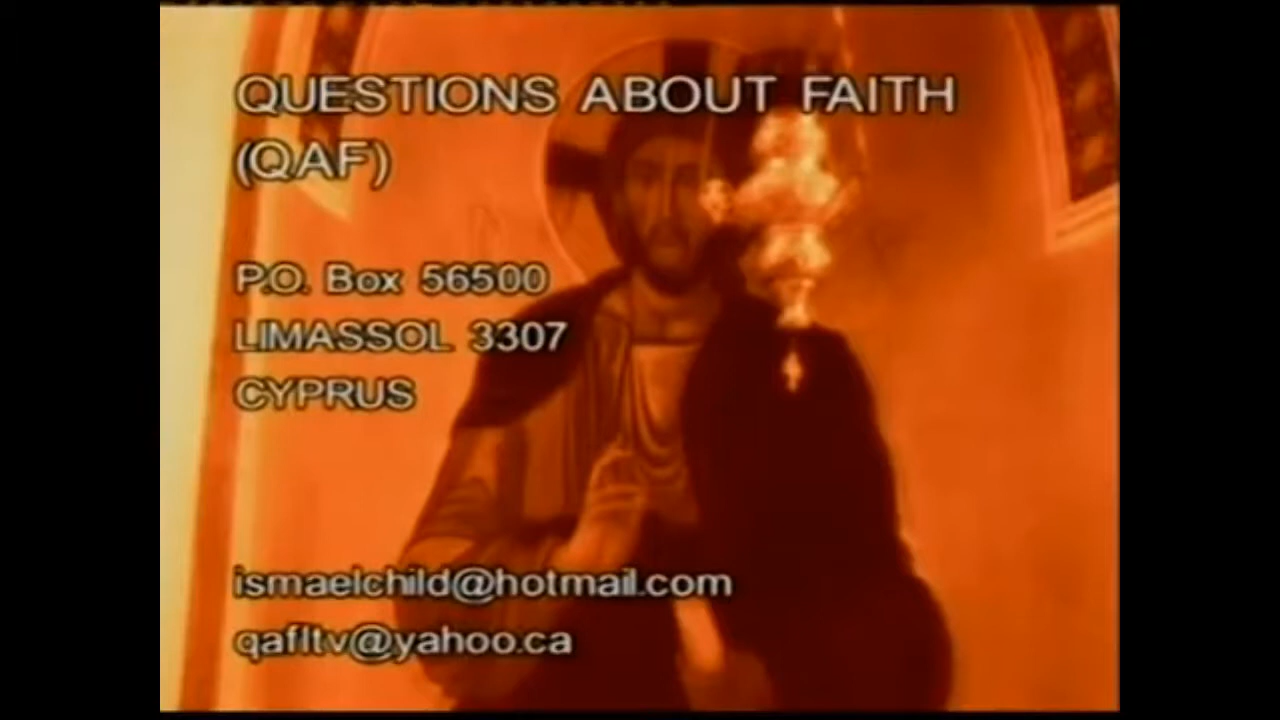 QUESTIONS ABOUT FAITH
(QAF)
P.O. Box 56500
LIMASSOL 3307
CYPRUS
ismaelchild@hotmail.com
qafltv@yahoo.ca